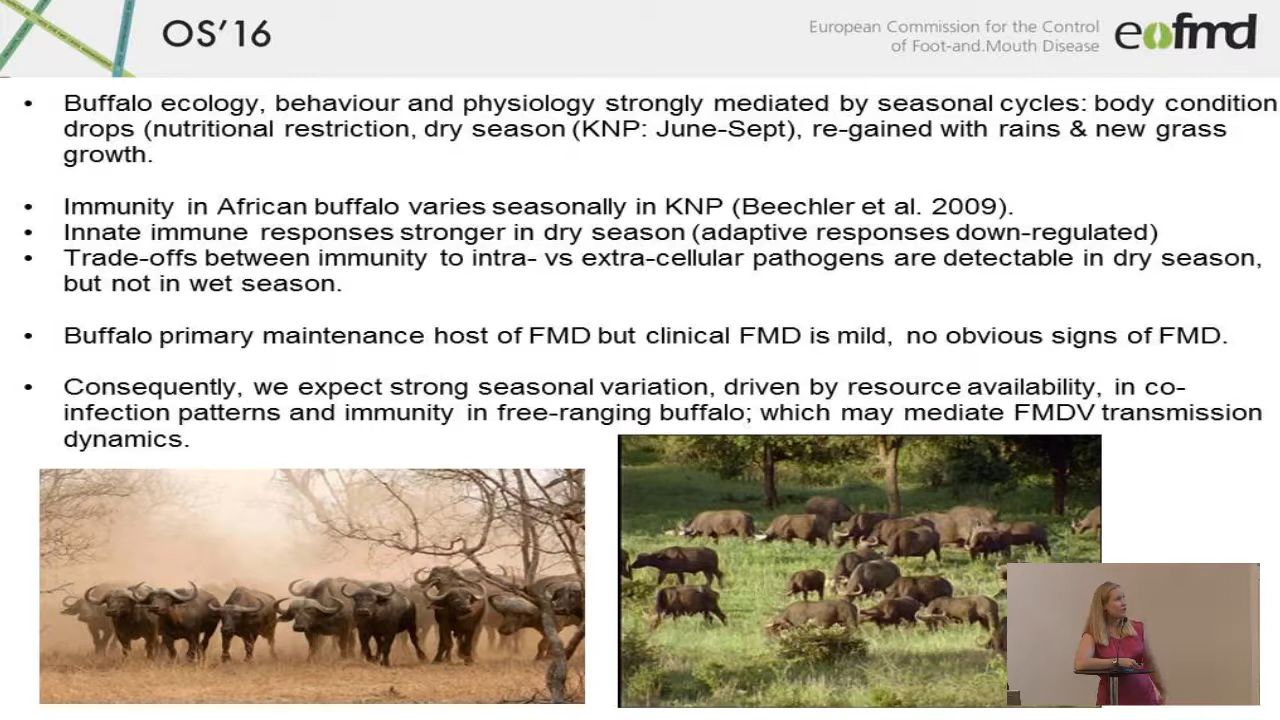 OS'16
European Commission for the Control
of Foot-and.Mouth Disease
eofmd
• Buffalo ecology, behaviour and physiology strongly mediated by seasonal cycles: body condition
drops (nutritional restriction, dry season (KNP: June-Sept), re-gained with rains & new grass
growth.
• Immunity in African buffalo varies seasonally in KNP (Beechler et al. 2009).
• Innate immune responses stronger in dry season (adaptive responses down-regulated)
• Trade-offs between immunity to intra- vs extra-cellular pathogens are detectable in dry season,
but not in wet season.
• Buffalo primary maintenance host of FMD but clinical FMD is mild, no obvious signs of FMD.
• Consequently, we expect strong seasonal variation, driven by resource availability, in co-
infection patterns and immunity in free-ranging buffalo; which may mediate FMDV transmission
dynamics.